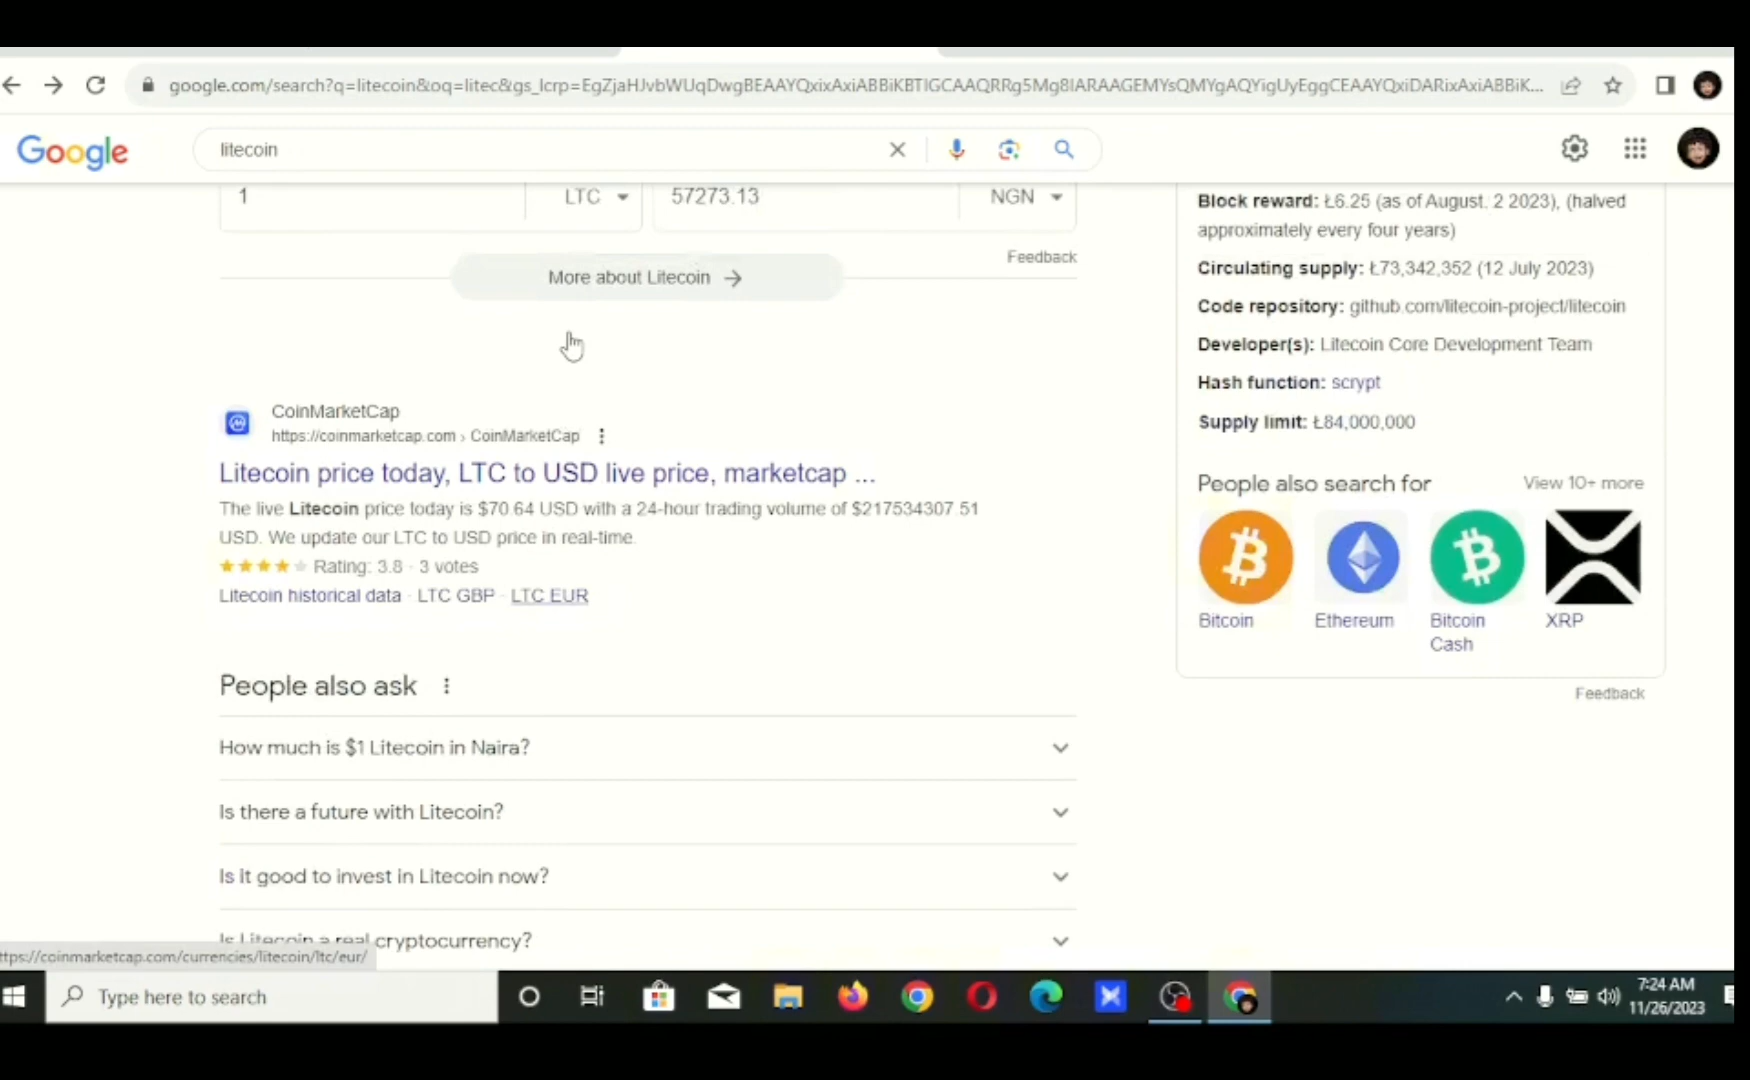 google.com/search?q=litecoin&oq=litec&gs_lcrp=EgZjaHJvbWUqDwgBEAAYQxixAxiABBiKBTIGCAAQRRg5Mg8IARAAGEMYsQMYgAQYigUyEggCEAAYQxiDARixAxiABBiK...
Google
litecoin
1 LTC 57273.13 NGN
Feedback
More about Litecoin
CoinMarketCap
https://coinmarketcap.com › CoinMarketCap
Litecoin price today, LTC to USD live price, marketcap ...
The live Litecoin price today is $70.64 USD with a 24-hour trading volume of $217534307.51
USD. We update our LTC to USD price in real-time.
Rating: 3.8 · 3 votes
Litecoin historical data · LTC GBP · LTC EUR
People also ask
How much is $1 Litecoin in Naira?
Is there a future with Litecoin?
Is it good to invest in Litecoin now?
Is Litecoin a real cryptocurrency?
Block reward: Ł6.25 (as of August, 2 2023), (halved
approximately every four years)
Circulating supply: Ł73,342,352 (12 July 2023)
Code repository: github.com/litecoin-project/litecoin
Developer(s): Litecoin Core Development Team
Hash function: scrypt
Supply limit: Ł84,000,000
People also search for View 10+ more
Bitcoin Ethereum Bitcoin XRP
Cash
Feedback
ttps://coinmarketcap.com/currencies/litecoin/ltc/eur/
Type here to search
7:24 AM
11/26/2023